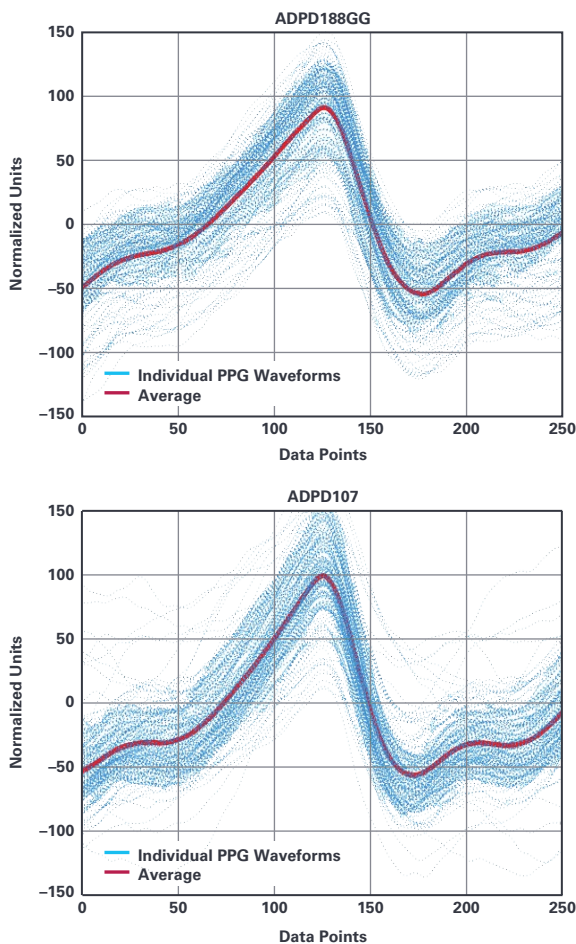 ADPD188GG
150
100
50
0
–50
–100
–150
Normalized Units
Individual PPG Waveforms
Average
0 50 100 150 200 250
Data Points
ADPD107
150
100
50
0
–50
–100
–150
Normalized Units
Individual PPG Waveforms
Average
0 50 100 150 200 250
Data Points